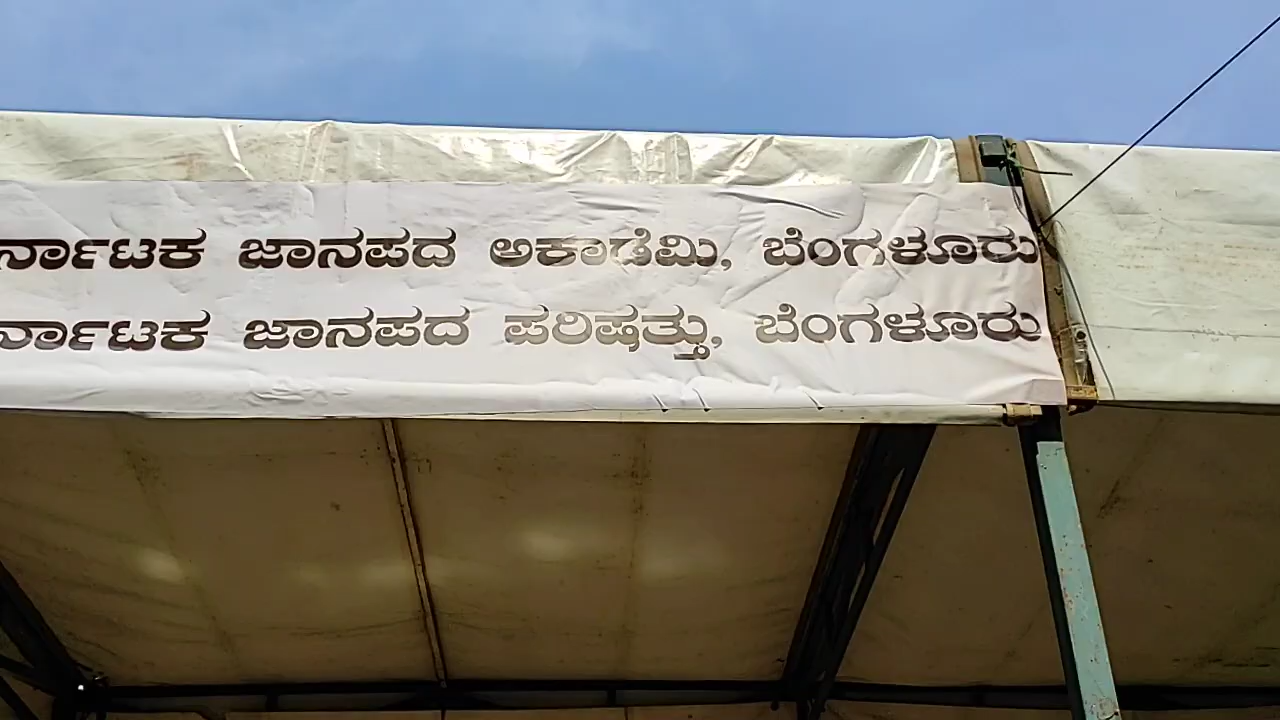 ರ್ನಾಟಕ ಜಾನಪದ ಅಕಾಡೆಮಿ, ಬೆಂಗಳೂರು
ರ್ನಾಟಕ ಜಾನಪದ ಪರಿಷತ್ತು, ಬೆಂಗಳೂರು